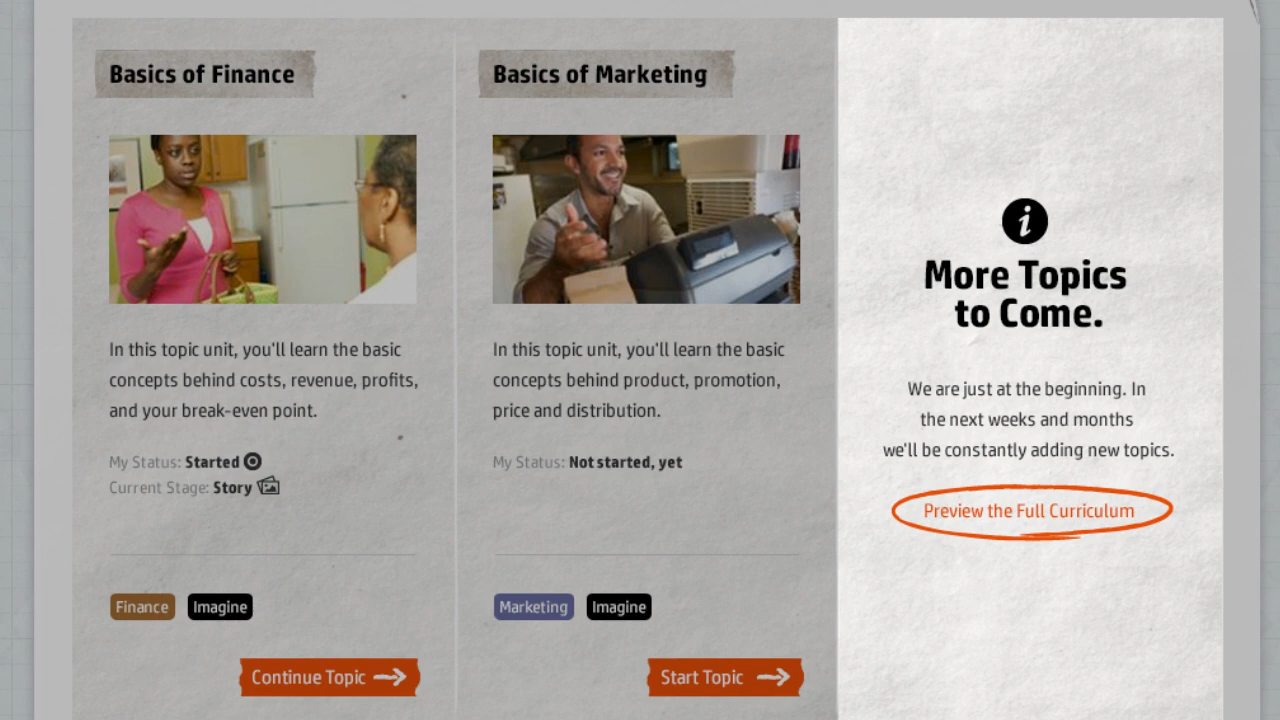 Basics of Finance
In this topic unit, you'll learn the basic
concepts behind costs, revenue, profits,
and your break-even point.
My Status: Started
Current Stage: Story
Finance
Imagine
Continue Topic
Basics of Marketing
In this topic unit, you'll learn the basic
concepts behind product, promotion,
price and distribution.
My Status: Not started, yet
Marketing
Imagine
Start Topic
i
More Topics
to Come.
We are just at the beginning. In
the next weeks and months
we'll be constantly adding new topics.
Preview the Full Curriculum